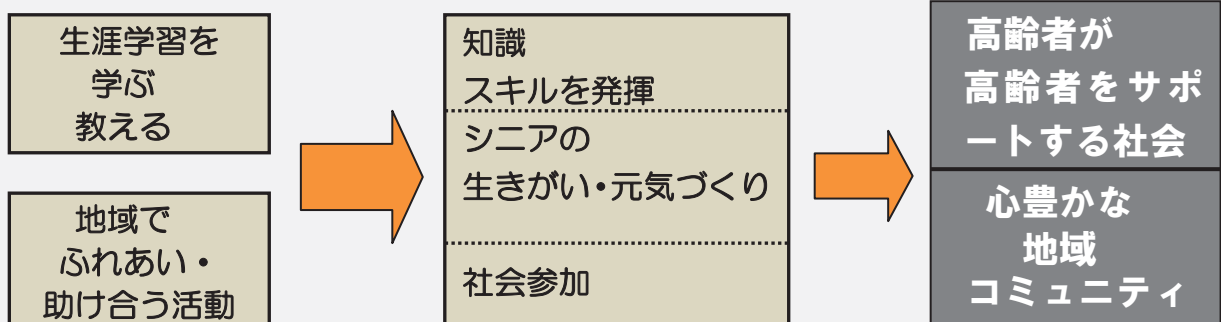 生涯学習を
学ぶ
教える
地域で
ふれあい・
助け合う活動
知識
スキルを発揮
シニアの
生きがい・元気づくり
社会参加
高齢者が
高齢者をサポ
ートする社会
心豊かな
地域
コミュニティ